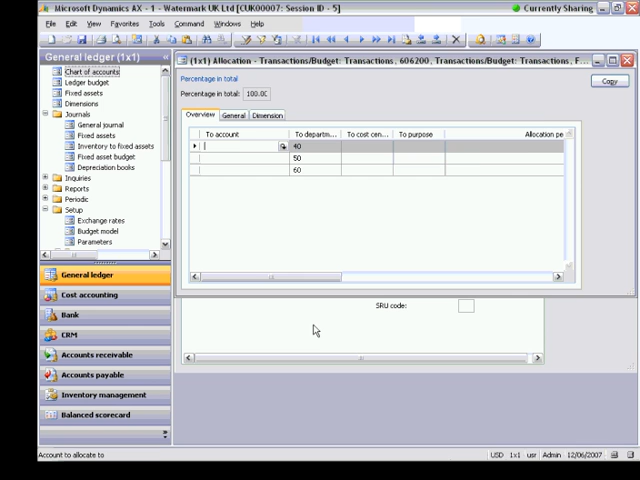 Microsoft Dynamics AX - 1 - Watermark UK Ltd [CUK00007: Session ID - 5]
Currently Sharing
File Edit View Favorites Tools Command Windows Help
General ledger (1x1)
Chart of accounts
Ledger budget
Fixed assets
Dimensions
Journals
General journal
Fixed assets
Inventory to fixed assets
Fixed asset budget
Depreciation books
Inquiries
Reports
Periodic
Setup
Exchange rates
Budget model
Parameters
General ledger
Cost accounting
Bank
CRM
Accounts receivable
Accounts payable
Inventory management
Balanced scorecard
(1x1) Allocation - Transactions/Budget: Transactions, 606200, Transactions/Budget: Transactions, F...
Percentage in total
Percentage in total: 100.00
Copy
Overview General Dimension
To account To departm... To cost cen... To purpose Allocation pe
40
50
60
SRU code:
Account to allocate to
USD 1x1 usr Admin 12/06/2007